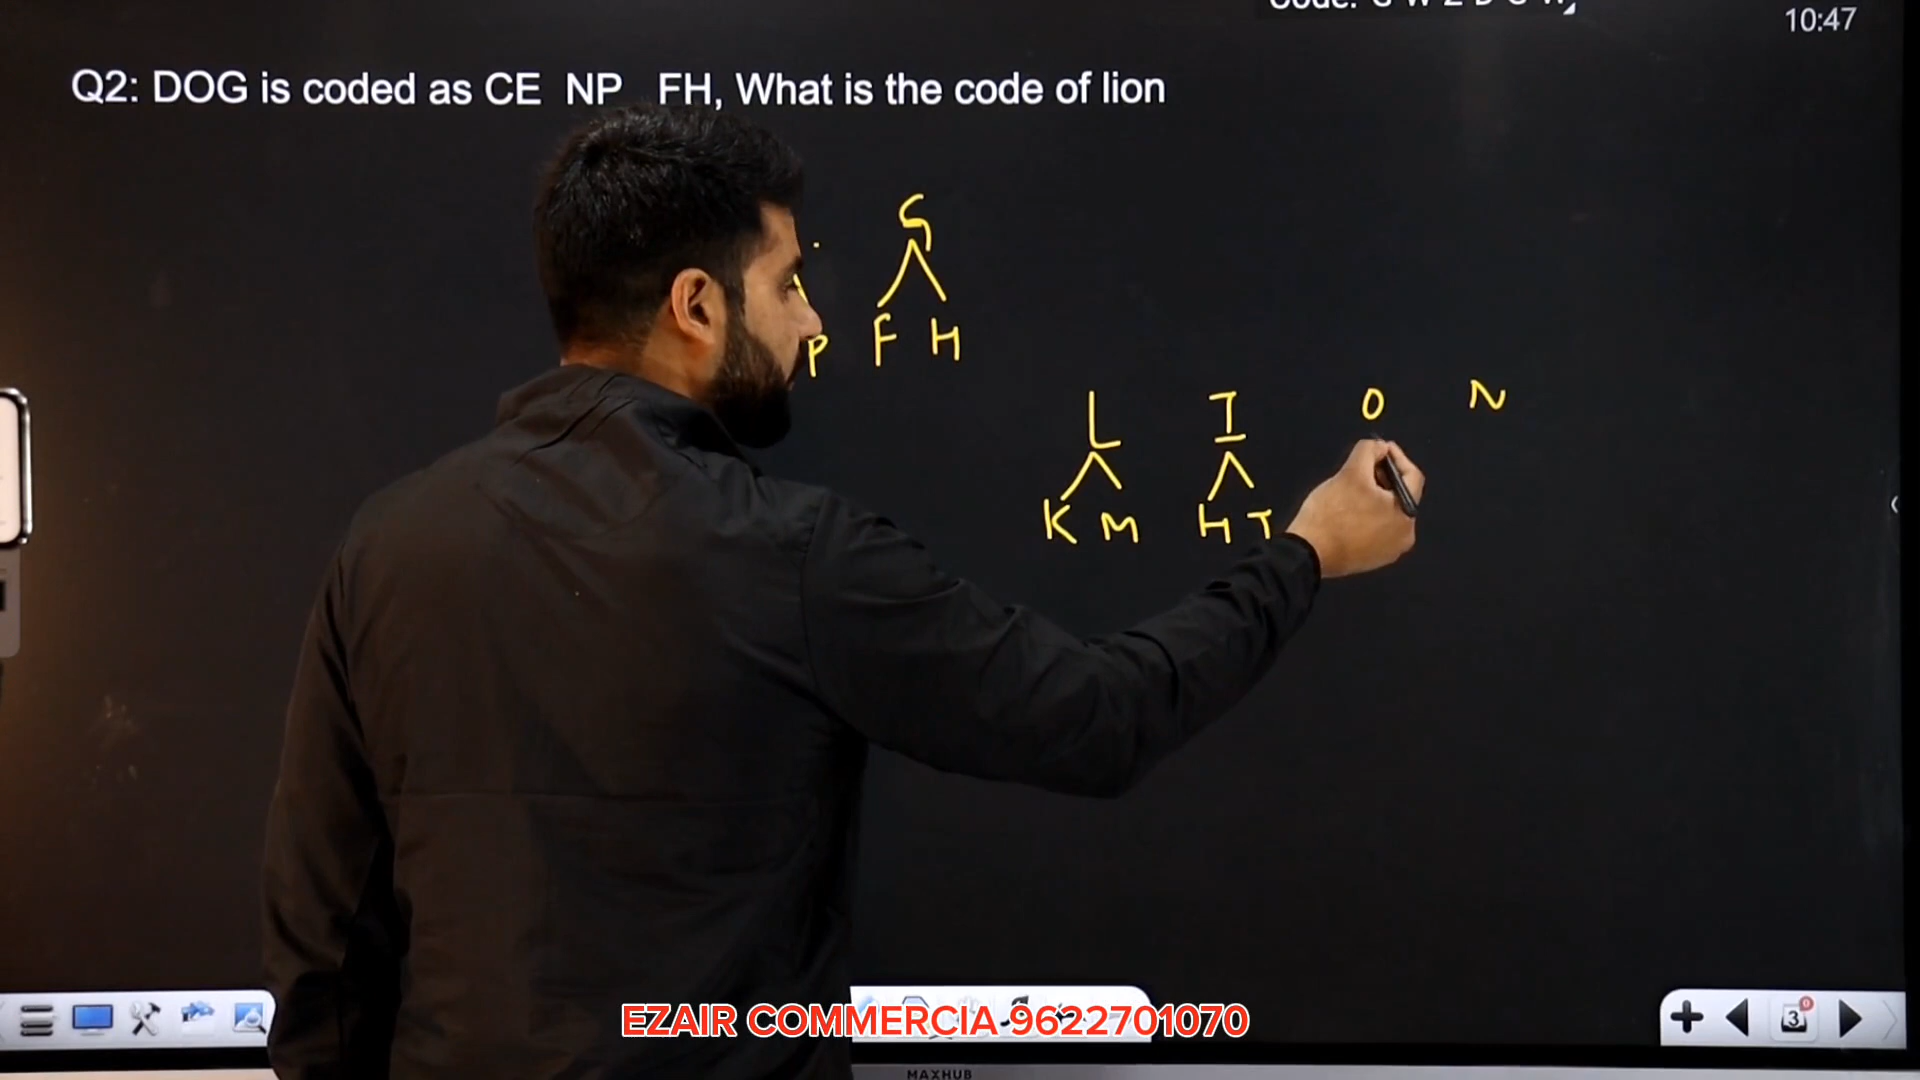 10:47
Q2: DOG is coded as CE NP FH, What is the code of lion
G
P F H
L I O N
K M H
3
EZAIR COMMERCIA 9622701070
MAXHUB